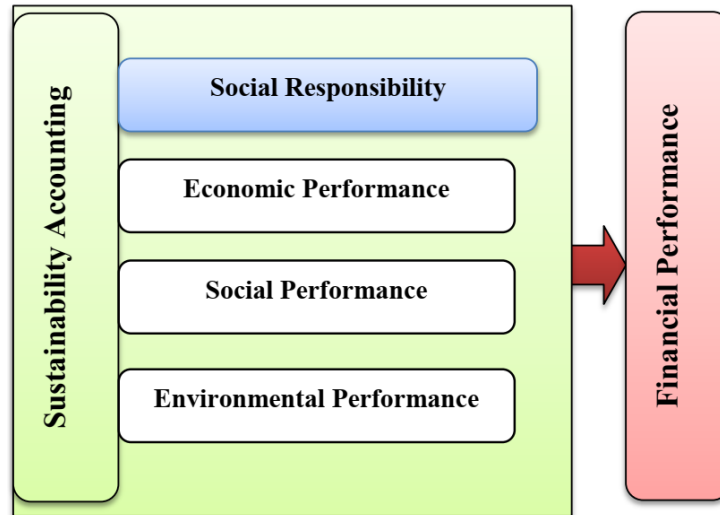 Sustainability Accounting
Social Responsibility
Economic Performance
Social Performance
Environmental Performance
Financial Performance